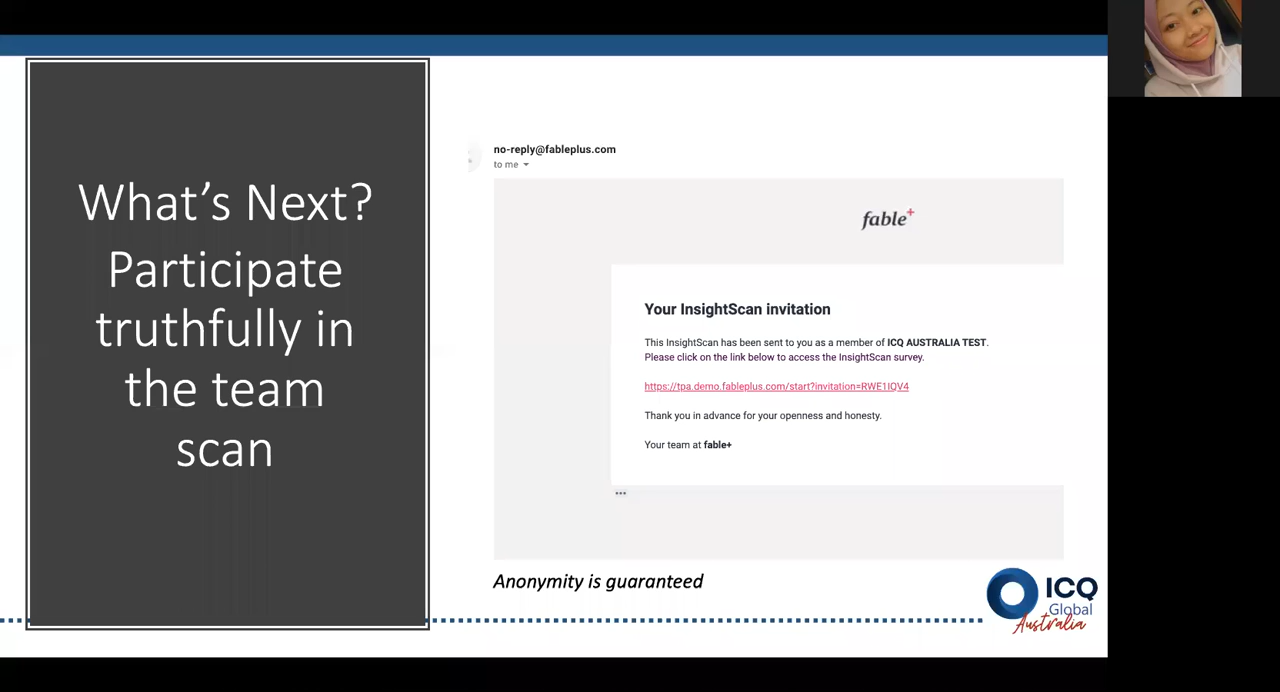 What's Next?
Participate
truthfully in
the team
scan
no-reply@fableplus.com
to me
fable+
Your InsightScan invitation
This InsightScan has been sent to you as a member of ICQ AUSTRALIA TEST.
Please click on the link below to access the InsightScan survey.
https://tpa.demo.fableplus.com/start?invitation=RWE1IQV4
Thank you in advance for your openness and honesty.
Your team at fable+
Anonymity is guaranteed
ICQ
Global
Australia